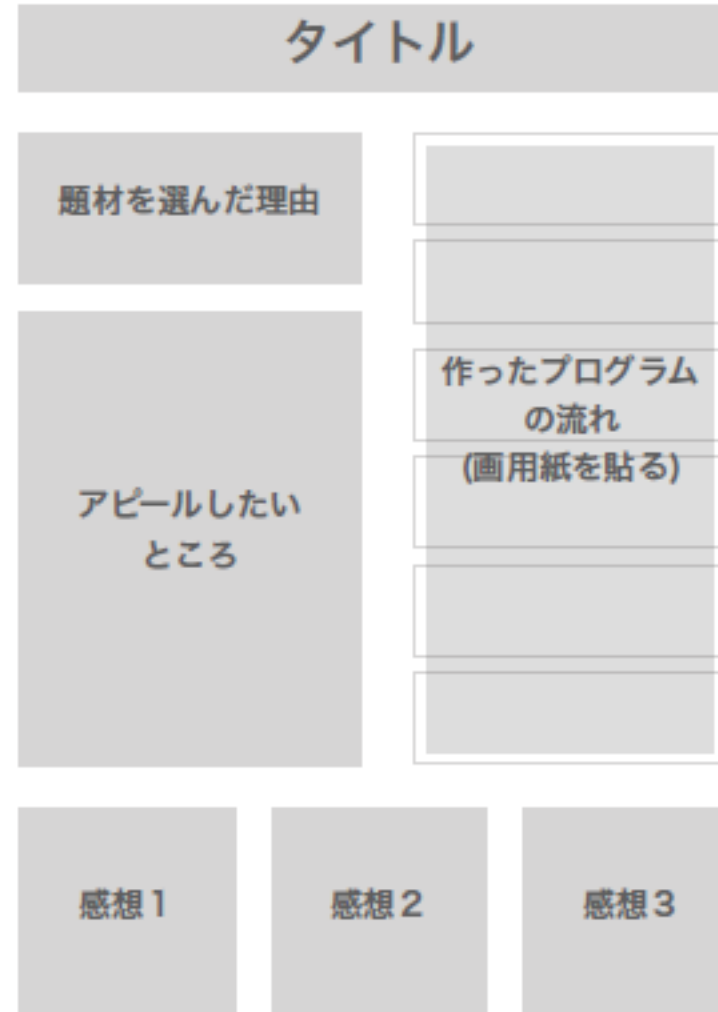 タイトル
題材を選んだ理由
アピールしたい
ところ
作ったプログラム
の流れ
(画用紙を貼る)
感想1
感想2
感想3